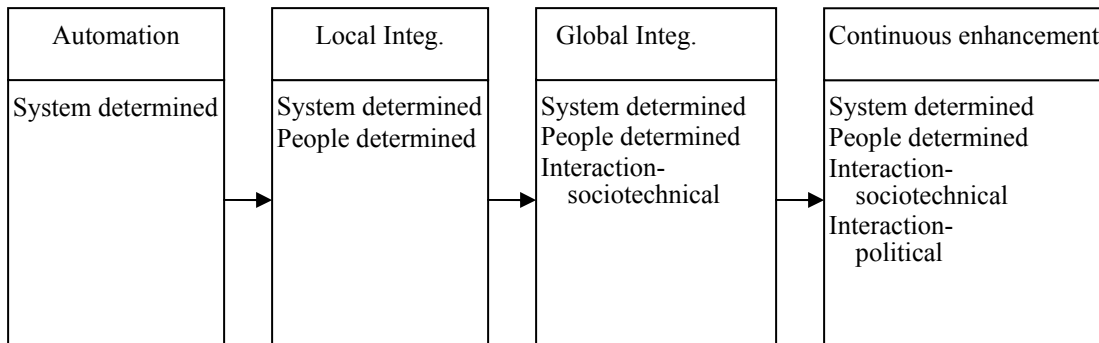 Automation
System determined
Local Integ.
System determined
People determined
Global Integ.
System determined
People determined
Interaction-
sociotechnical
Continuous enhancement
System determined
People determined
Interaction-
sociotechnical
Interaction-
political